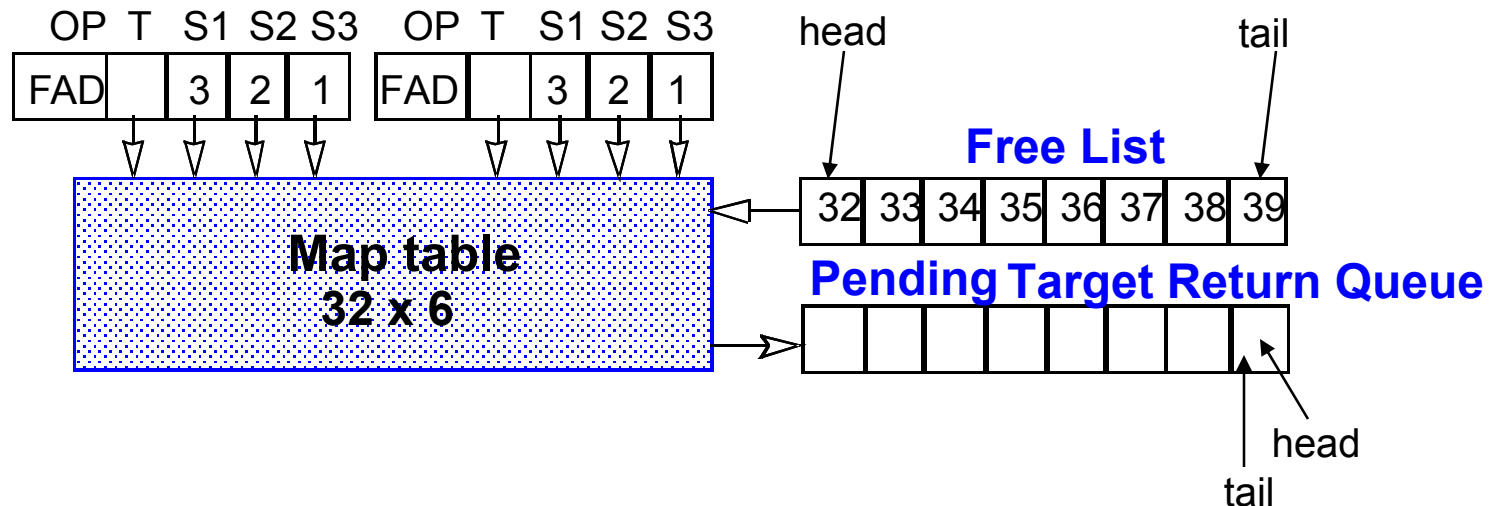 OP T S1 S2 S3 OP T S1 S2 S3 head tail
FAD 3 2 1 FAD 3 2 1
Free List
32 33 34 35 36 37 38 39
Map table
32 x 6
Pending Target Return Queue
head
tail